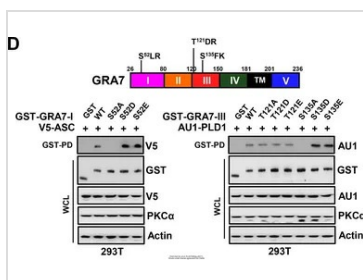 D
T¹²¹DR
S⁵²LR
S¹³⁵FK
26 60 120 150 181 201 236
GRA7 I II III IV TM V
GST-GRA7-I GST WT S52A S52D S52E
V5-ASC + + + + +
GST-PD V5
GST
WCL
V5
PKCα
Actin
293T
GST-GRA7-III GST WT T121A T121D T121E S135A S135D S135E
AU1-PLD1 + + + + + + + +
GST-PD AU1
GST
WCL
AU1
PKCα
Actin
293T